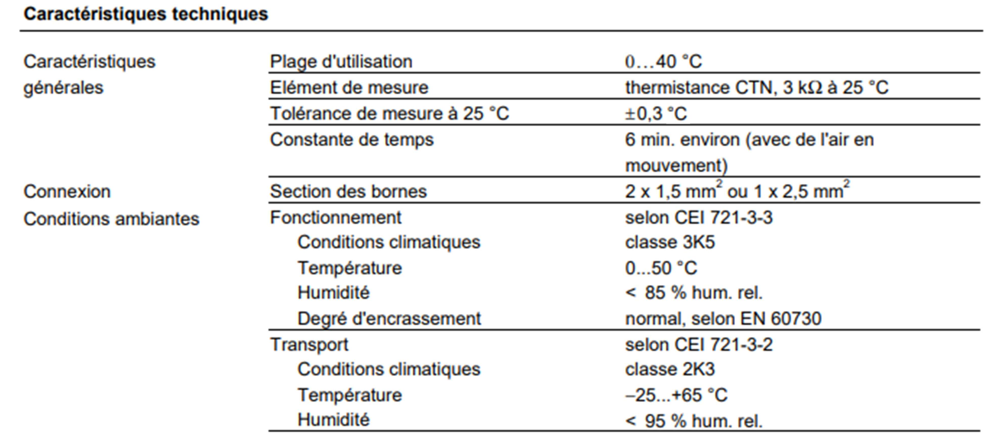 Caractéristiques techniques
Caractéristiques générales
Plage d'utilisation 0…40 °C
Elément de mesure thermistance CTN, 3 kΩ à 25 °C
Tolérance de mesure à 25 °C ±0,3 °C
Constante de temps 6 min. environ (avec de l'air en
mouvement)
Connexion Section des bornes 2 x 1,5 mm² ou 1 x 2,5 mm²
Conditions ambiantes Fonctionnement selon CEI 721-3-3
Conditions climatiques classe 3K5
Température 0...50 °C
Humidité < 85 % hum. rel.
Degré d'encrassement normal, selon EN 60730
Transport selon CEI 721-3-2
Conditions climatiques classe 2K3
Température –25...+65 °C
Humidité < 95 % hum. rel.